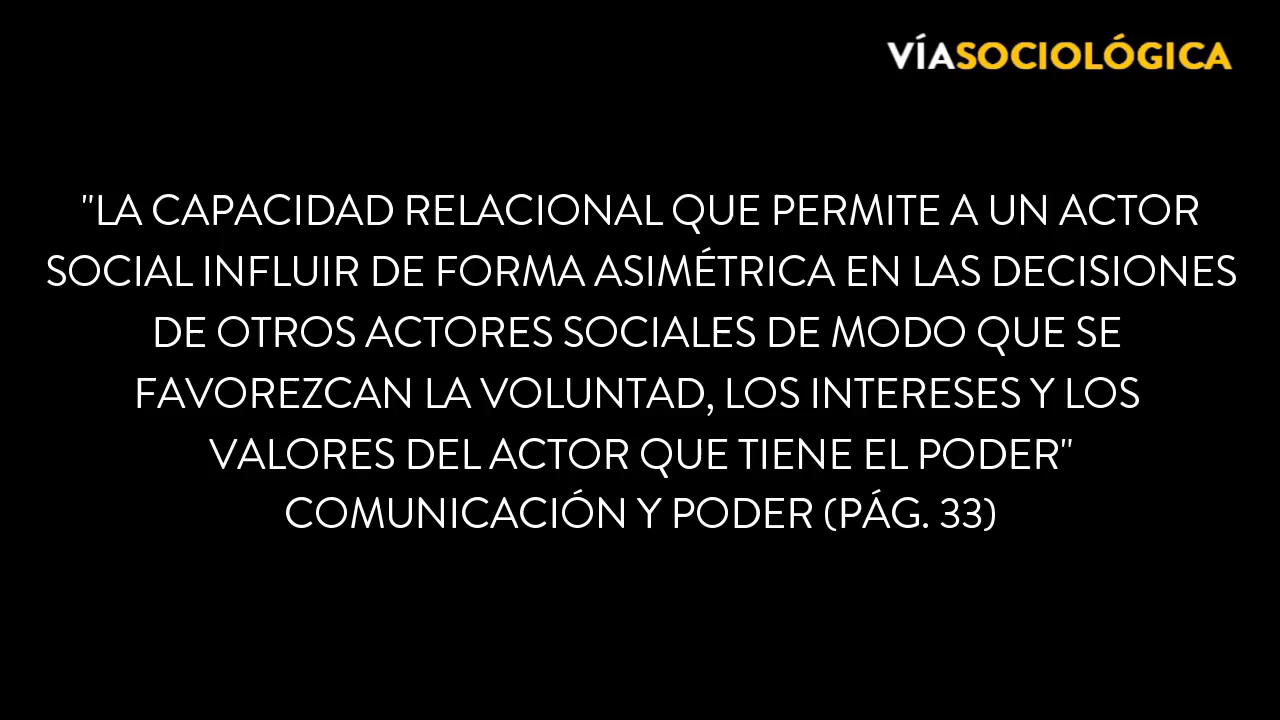 VÍASOCIOLÓGICA
"LA CAPACIDAD RELACIONAL QUE PERMITE A UN ACTOR
SOCIAL INFLUIR DE FORMA ASIMÉTRICA EN LAS DECISIONES
DE OTROS ACTORES SOCIALES DE MODO QUE SE
FAVOREZCAN LA VOLUNTAD, LOS INTERESES Y LOS
VALORES DEL ACTOR QUE TIENE EL PODER"
COMUNICACIÓN Y PODER (PÁG. 33)